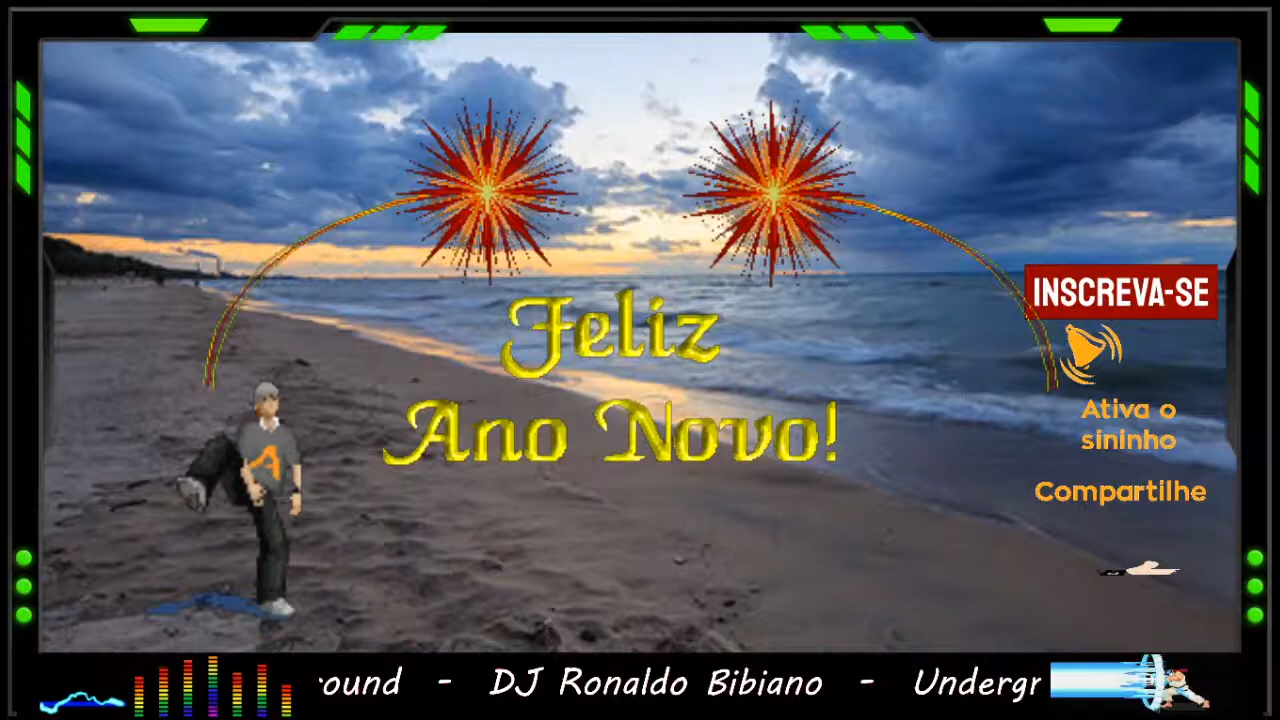 Feliz
Ano Novo!
INSCREVA-SE
Ativa o
sininho
Compartilhe
A
ound - DJ Ronaldo Bibiano - Undergr